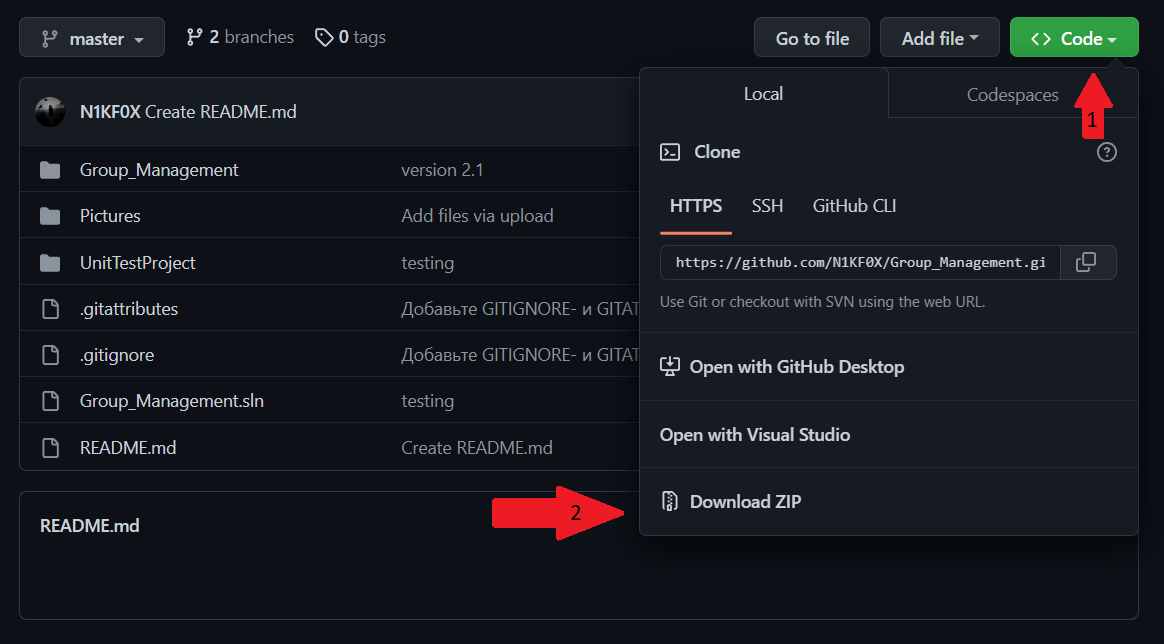 master 2 branches 0 tags Go to file Add file <> Code
N1KF0X Create README.md
Local Codespaces
1
Group_Management version 2.1
Clone
Pictures Add files via upload
HTTPS SSH GitHub CLI
UnitTestProject testing
https://github.com/N1KF0X/Group_Management.gi
.gitattributes Добавьте GITIGNORE- и GITAT
Use Git or checkout with SVN using the web URL.
.gitignore Добавьте GITIGNORE- и GITAT
Open with GitHub Desktop
Group_Management.sln testing
Open with Visual Studio
README.md Create README.md
Download ZIP
2
README.md